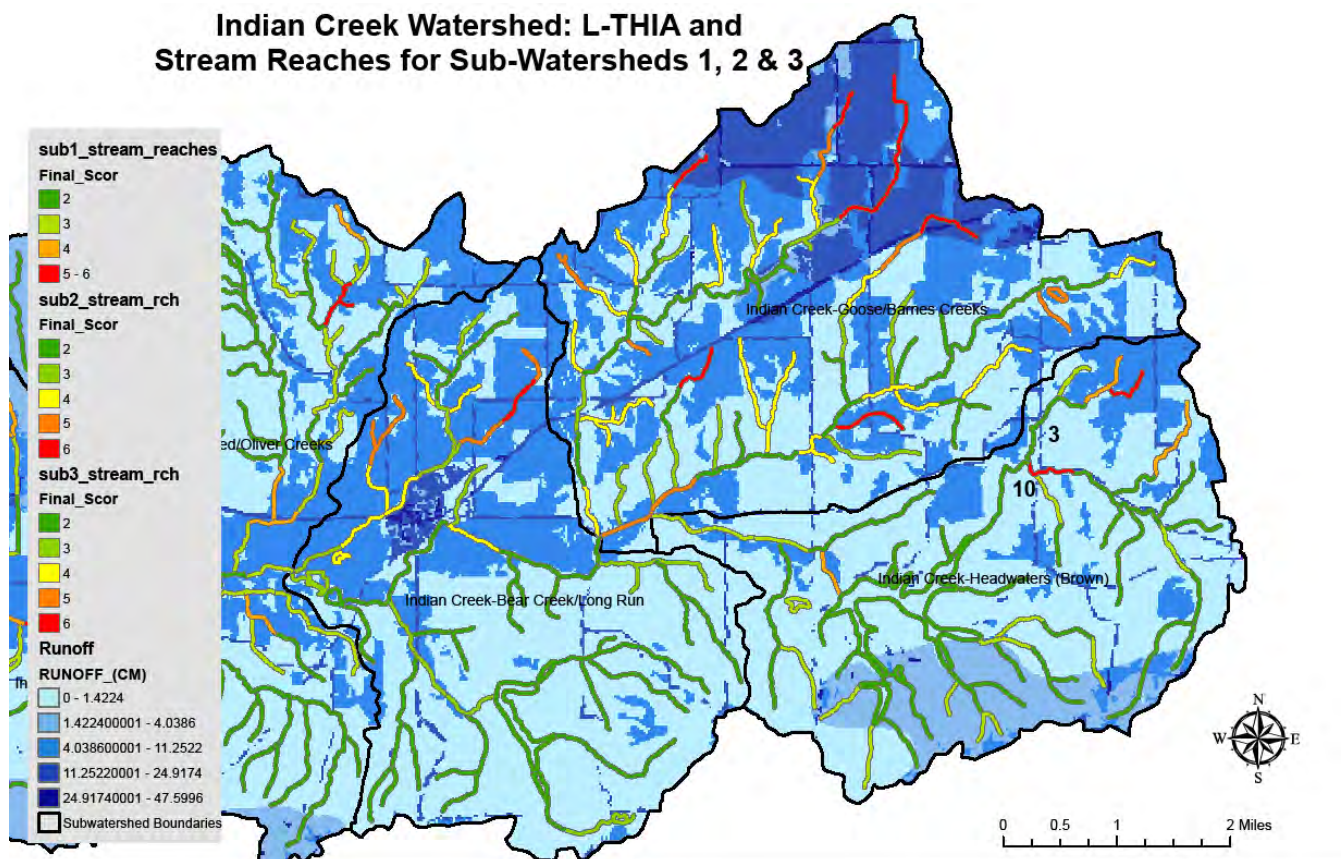 Indian Creek Watershed: L-THIA and
Stream Reaches for Sub-Watersheds 1, 2 & 3
sub1_stream_reaches
Final_Scor
2
3
4
5 - 6
sub2_stream_rch
Final_Scor
2
3
4
5
6
sub3_stream_rch
Final_Scor
2
3
4
5
6
Runoff
RUNOFF_(CM)
0 - 1.4224
1.422400001 - 4.0386
4.038600001 - 11.2522
11.25220001 - 24.9174
24.91740001 - 47.5996
Subwatershed Boundaries
Indian Creek-Goose/Barries Creeks
ed/Oliver Creeks
3
10
Indian Creek-Headwaters (Brown)
Indian Creek-Bear Creek/Long Run
N
W E
S
0 0.5 1 2 Miles